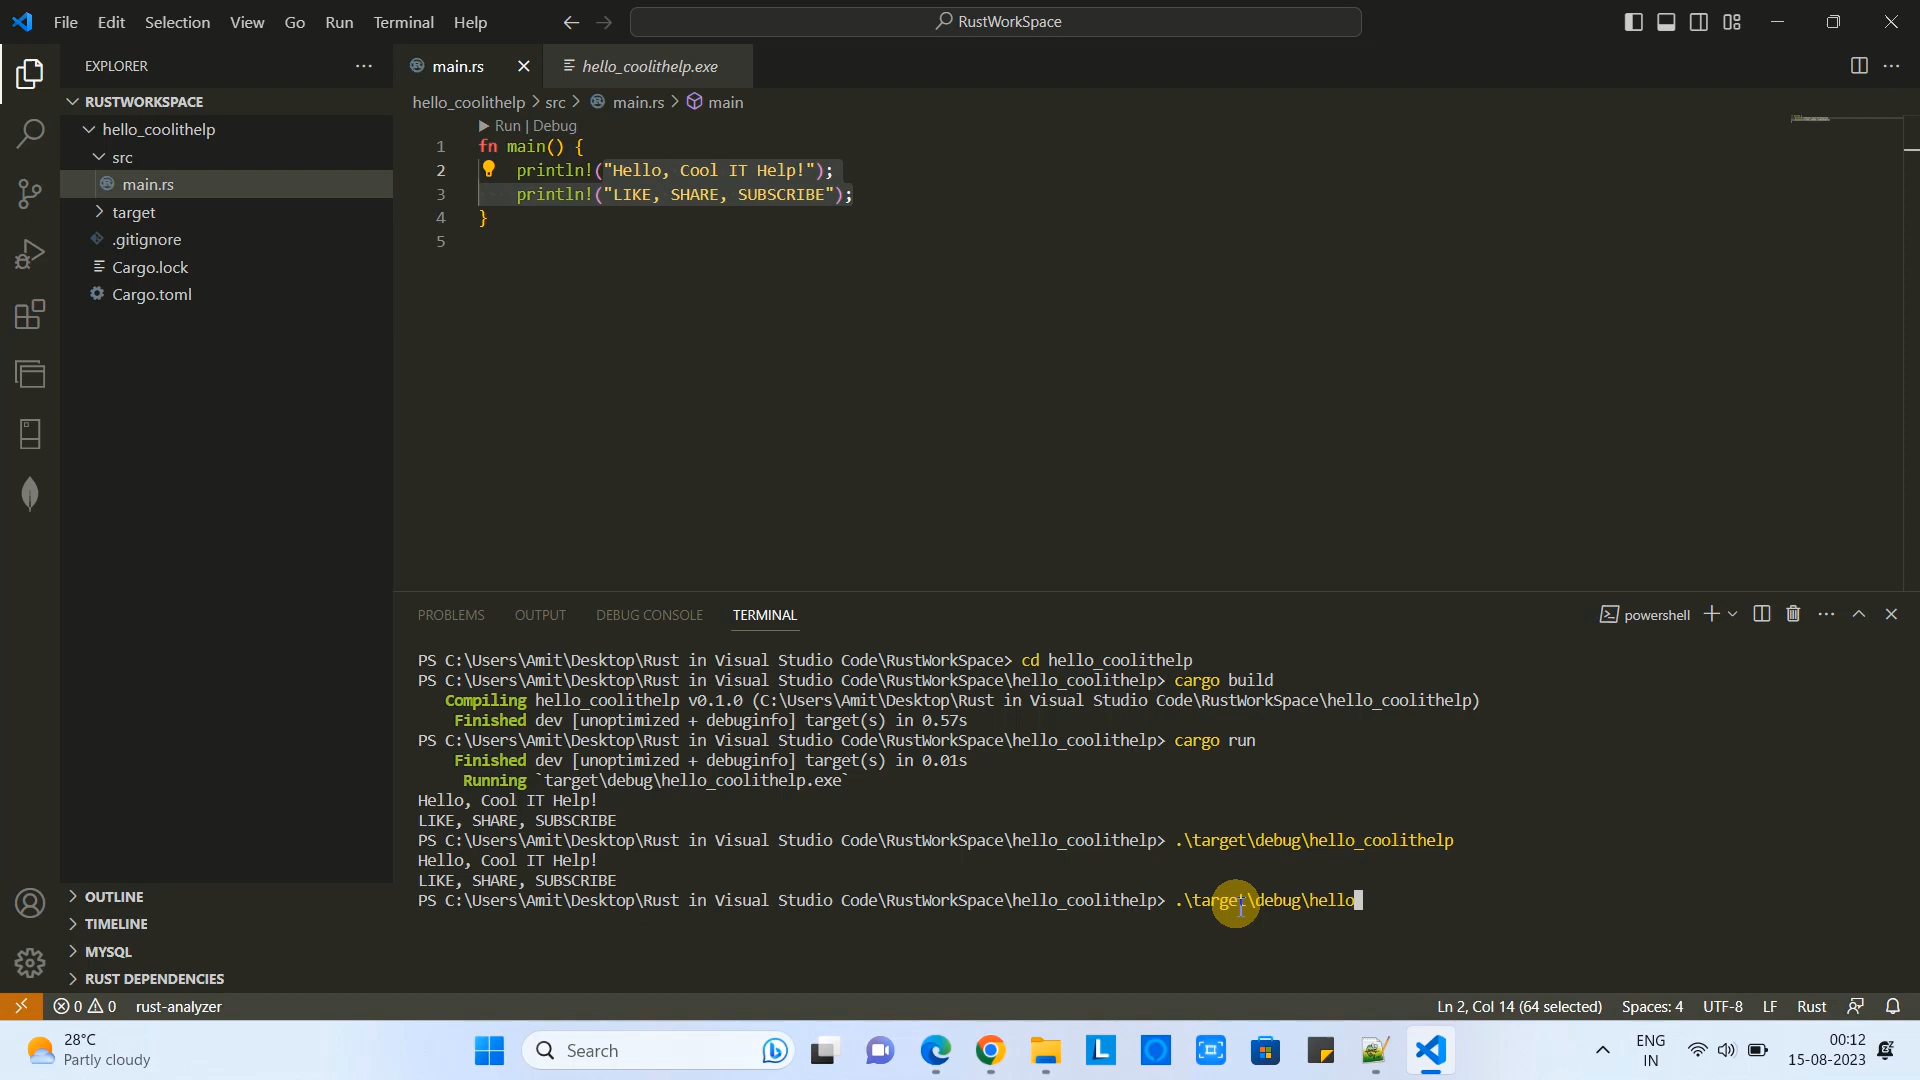 File Edit Selection View Go Run Terminal Help
RustWorkSpace
EXPLORER
RUSTWORKSPACE
hello_coolithelp
src
main.rs
target
.gitignore
Cargo.lock
Cargo.toml
OUTLINE
TIMELINE
MYSQL
RUST DEPENDENCIES
main.rs
hello_coolithelp.exe
hello_coolithelp > src > main.rs > main
Run | Debug
1 fn main() {
2 println!("Hello, Cool IT Help!");
3 println!("LIKE, SHARE, SUBSCRIBE");
4 }
5
PROBLEMS OUTPUT DEBUG CONSOLE TERMINAL
powershell
PS C:\Users\Amit\Desktop\Rust in Visual Studio Code\RustWorkSpace> cd hello_coolithelp
PS C:\Users\Amit\Desktop\Rust in Visual Studio Code\RustWorkSpace\hello_coolithelp> cargo build
Compiling hello_coolithelp v0.1.0 (C:\Users\Amit\Desktop\Rust in Visual Studio Code\RustWorkSpace\hello_coolithelp)
Finished dev [unoptimized + debuginfo] target(s) in 0.57s
PS C:\Users\Amit\Desktop\Rust in Visual Studio Code\RustWorkSpace\hello_coolithelp> cargo run
Finished dev [unoptimized + debuginfo] target(s) in 0.01s
Running `target\debug\hello_coolithelp.exe`
Hello, Cool IT Help!
LIKE, SHARE, SUBSCRIBE
PS C:\Users\Amit\Desktop\Rust in Visual Studio Code\RustWorkSpace\hello_coolithelp> .\target\debug\hello_coolithelp
Hello, Cool IT Help!
LIKE, SHARE, SUBSCRIBE
PS C:\Users\Amit\Desktop\Rust in Visual Studio Code\RustWorkSpace\hello_coolithelp> .\target\debug\hello
0 0 rust-analyzer
Ln 2, Col 14 (64 selected) Spaces: 4 UTF-8 LF Rust
28°C
Partly cloudy
Search
L
ENG
IN
00:12
15-08-2023